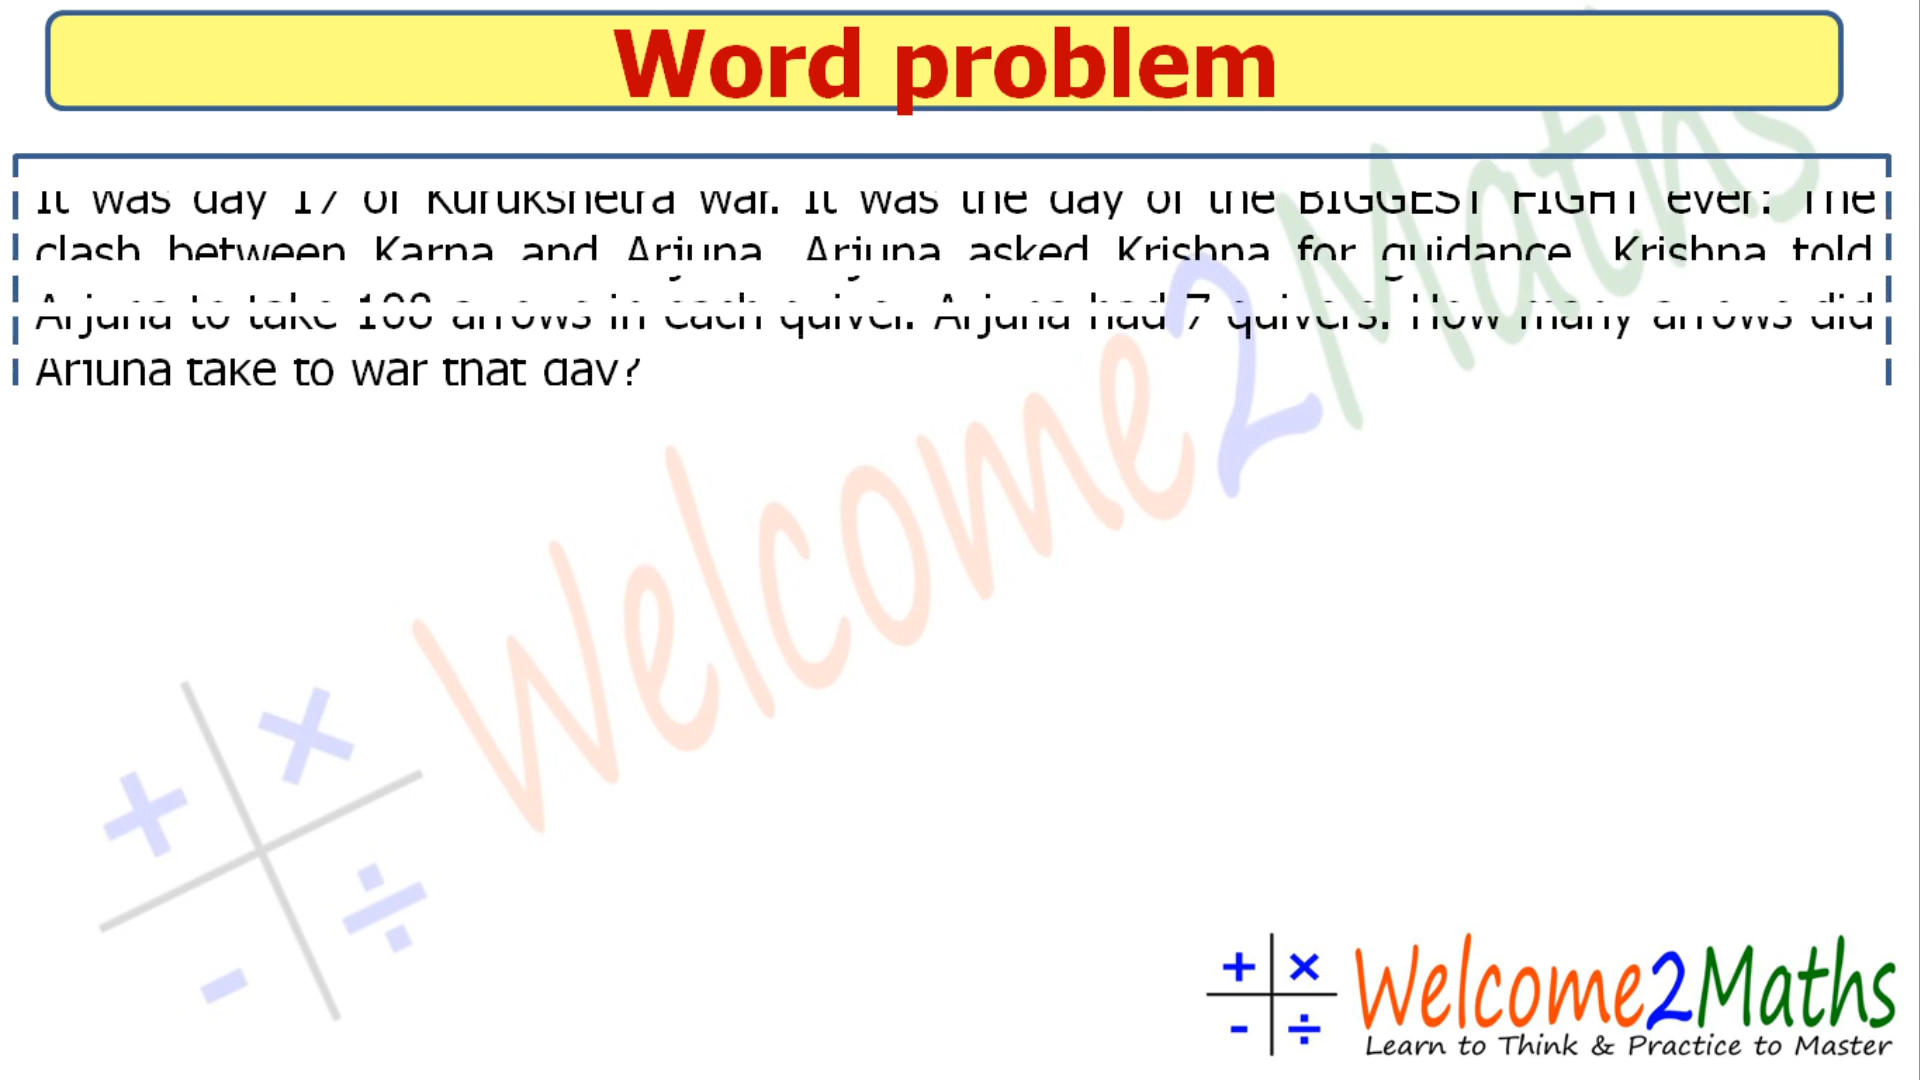 Word problem
It was day 17 of Kurukshetra war. It was the day of the BIGGEST FIGHT ever: The
clash between Karna and Arjuna. Arjuna asked Krishna for guidance. Krishna told
Arjuna to take 108 arrows in each quiver. Arjuna had 7 quivers. How many arrows did
Arjuna take to war that day?
Welcome2Maths
+ ×
- ÷
+ ×
- ÷
Welcome2Maths
Learn to Think & Practice to Master